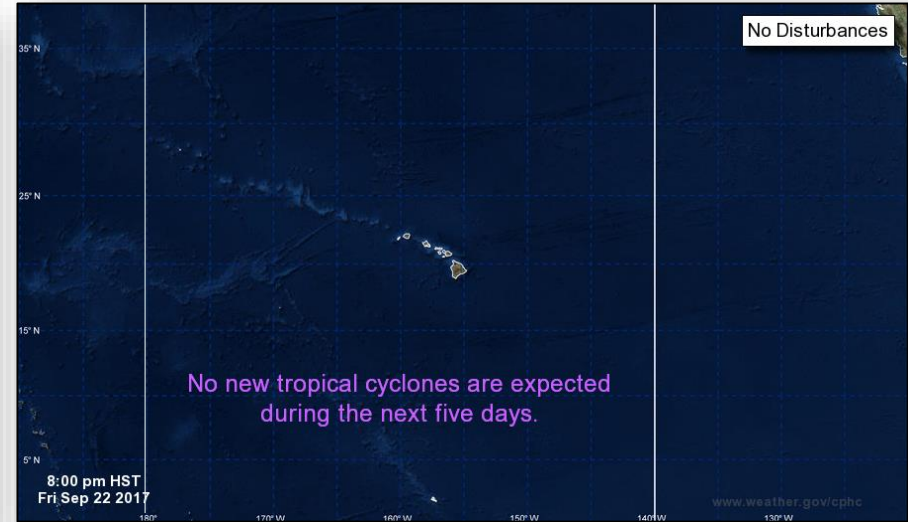 No Disturbances
35° N
25° N
15° N
No new tropical cyclones are expected
during the next five days.
5° N
8:00 pm HST
Fri Sep 22 2017
www.weather.gov/cphc
180°
170° W
160° W
150° W
140° W
130° W